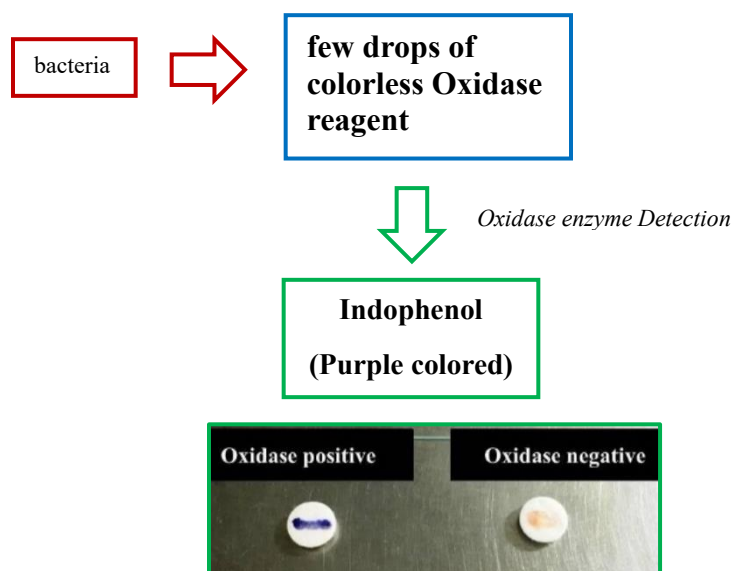 bacteria
few drops of
colorless Oxidase
reagent
Oxidase enzyme Detection
Indophenol
(Purple colored)
Oxidase positive
Oxidase negative